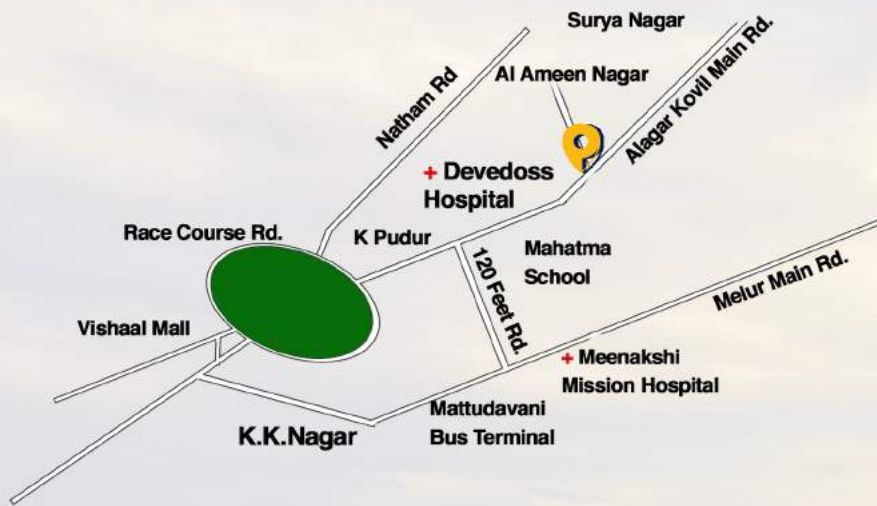 Surya Nagar
Al Ameen Nagar
Natham Rd
Alagar Kovil Main Rd.
+ Devedoss
Hospital
Race Course Rd.
K Pudur
Mahatma
School
120 Feet Rd.
Melur Main Rd.
Vishaal Mall
+ Meenakshi
Mission Hospital
Mattudavani
Bus Terminal
K.K.Nagar